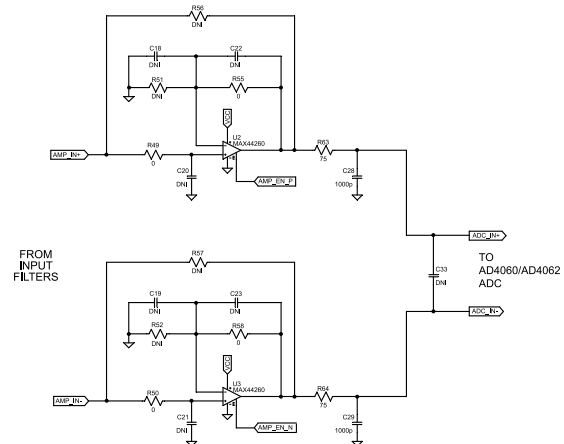 R56
DNI
C18
DNI
C22
DNI
R51
DNI
R55
0
VCC
U2
MAX44260
AMP_IN+
R49
0
C20
DNI
AMP_EN_P
R63
75
C28
1000p
ADC_IN+
FROM
INPUT
FILTERS
C33
DNI
TO
AD4060/AD4062
ADC
ADC_IN-
R57
DNI
C19
DNI
C23
DNI
R52
DNI
R58
0
VCC
U3
MAX44260
AMP_IN-
R50
0
C21
DNI
AMP_EN_N
R64
75
C29
1000p